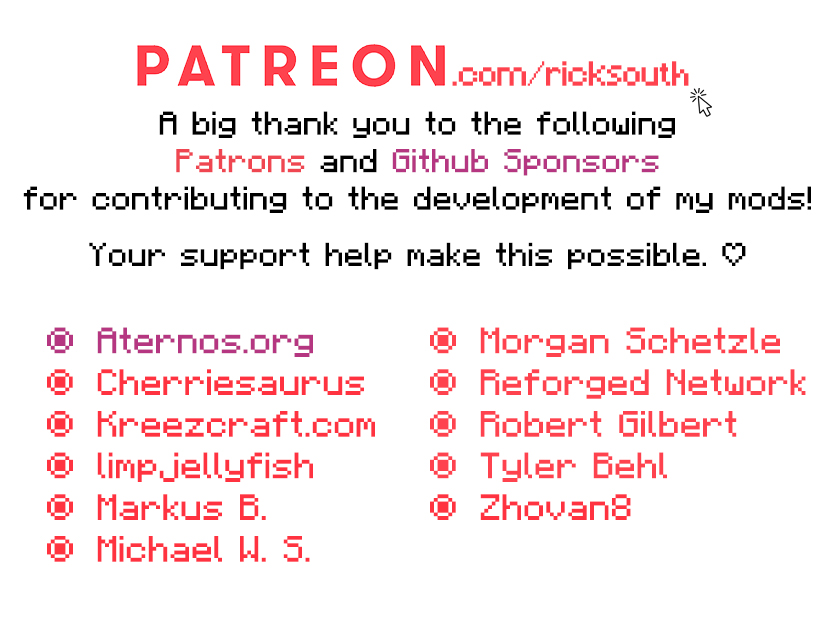 PATREON.com/ricksouth
A big thank you to the following
Patrons and Github Sponsors
for contributing to the development of my mods!
Your support help make this possible. ♡
Aternos.org
Cherriesaurus
Kreezcraft.com
limpjellyfish
Markus B.
Michael W. S.
Morgan Schetzle
Reforged Network
Robert Gilbert
Tyler Behl
Zhovan8